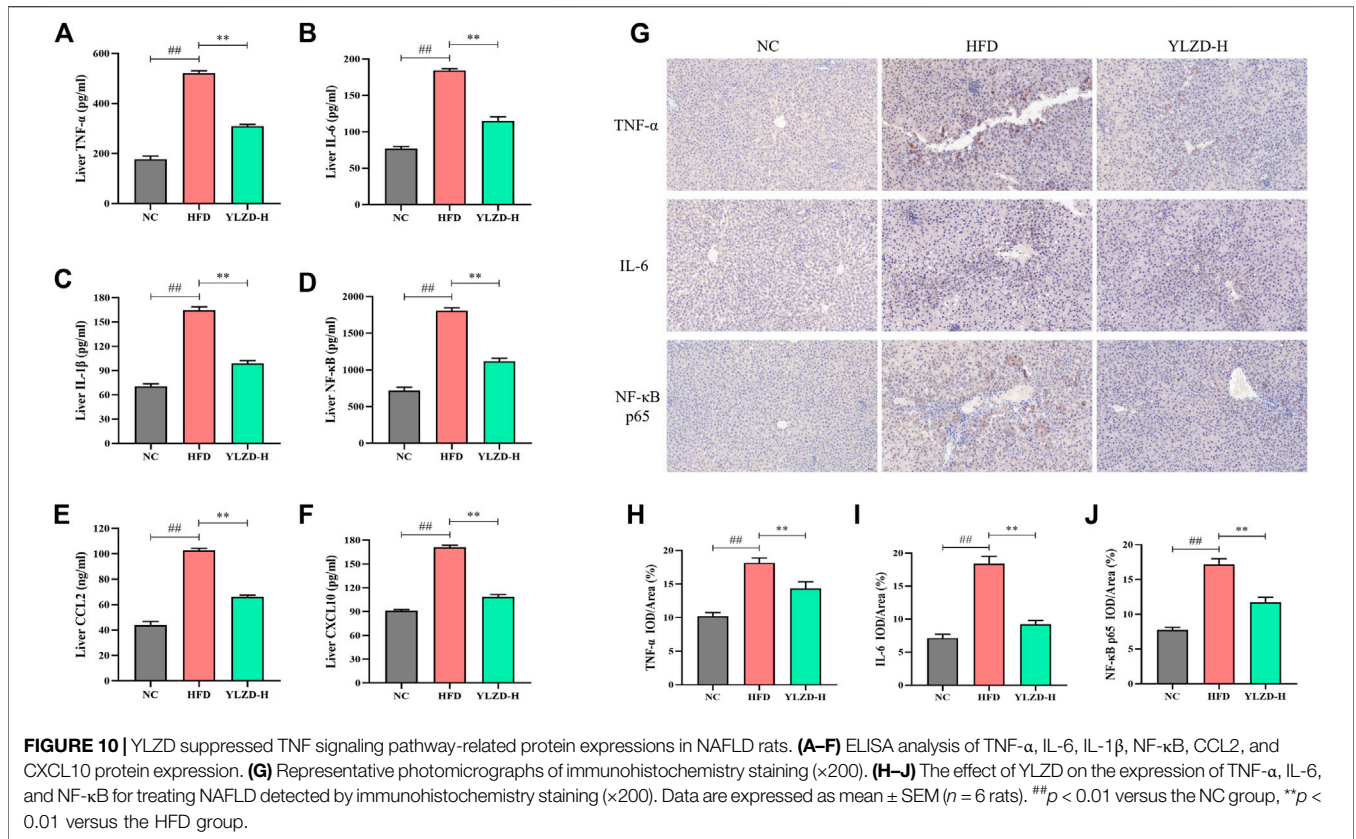 A
B
G
NC
HFD
YLZD-H
##
**
##
**
Liver TNF-α (pg/ml)
600
400
200
0
NC
HFD
YLZD-H
Liver IL-6 (pg/ml)
200
150
100
50
0
NC
HFD
YLZD-H
TNF-α
IL-6
NF-κB
p65
C
D
##
**
##
**
Liver IL-1β (pg/ml)
180
150
120
90
60
30
0
NC
HFD
YLZD-H
Liver NF-κB (pg/ml)
2000
1500
1000
500
0
NC
HFD
YLZD-H
E
F
##
**
##
**
Liver CCL2 (ng/ml)
120
100
80
60
40
20
0
NC
HFD
YLZD-H
Liver CXCL10 (pg/ml)
180
150
120
90
60
30
0
NC
HFD
YLZD-H
H
I
J
##
**
##
**
##
**
TNF-α IOD/Area (%)
20
15
10
5
0
NC
HFD
YLZD-H
IL-6 IOD/Area (%)
20
15
10
5
0
NC
HFD
YLZD-H
NF-κB p65 IOD/Area (%)
20
15
10
5
0
NC
HFD
YLZD-H
FIGURE 10 | YLZD suppressed TNF signaling pathway-related protein expressions in NAFLD rats. (A–F) ELISA analysis of TNF-α, IL-6, IL-1β, NF-κB, CCL2, and
CXCL10 protein expression. (G) Representative photomicrographs of immunohistochemistry staining (×200). (H–J) The effect of YLZD on the expression of TNF-α, IL-6,
and NF-κB for treating NAFLD detected by immunohistochemistry staining (×200). Data are expressed as mean ± SEM (n = 6 rats). ##p < 0.01 versus the NC group, **p <
0.01 versus the HFD group.